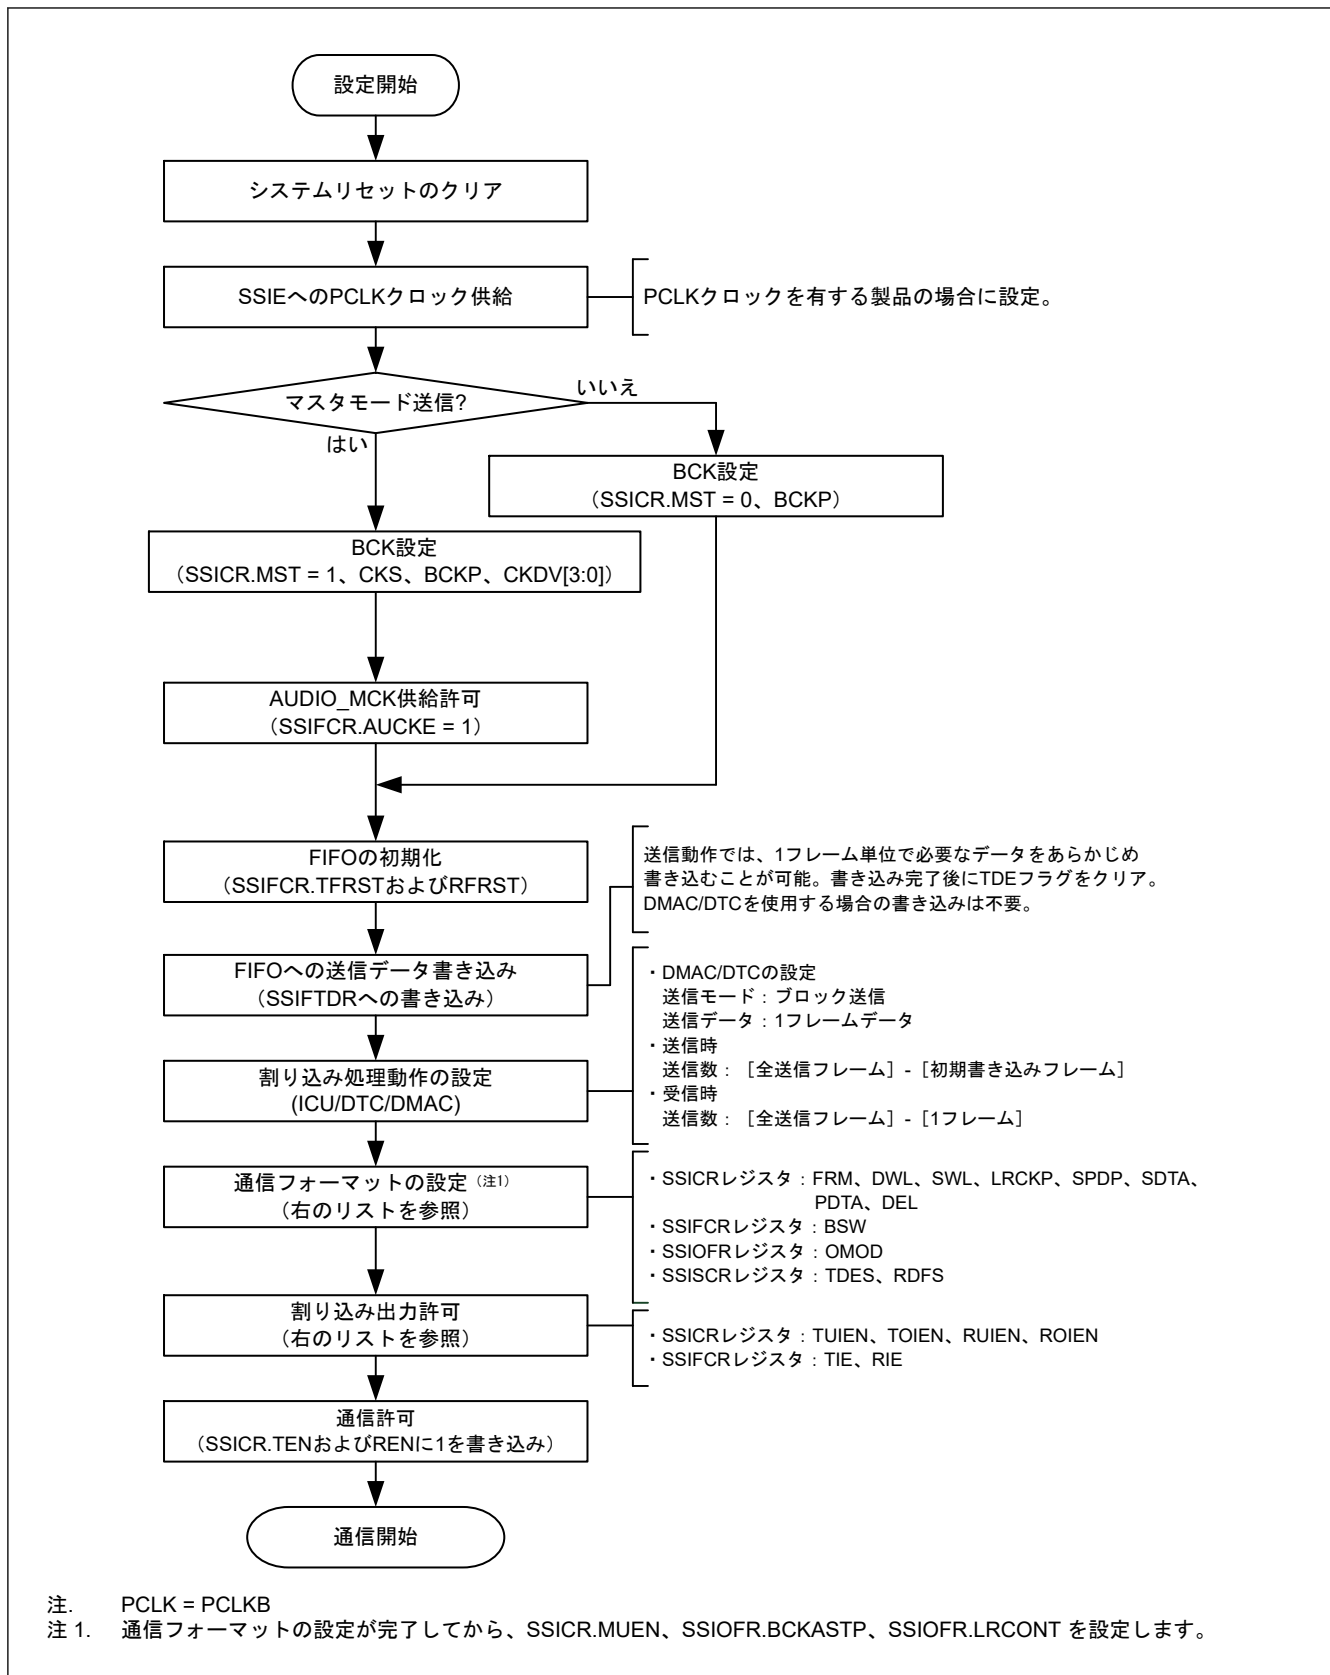 設定開始
システムリセットのクリア
SSIEへのPCLKクロック供給
PCLKクロックを有する製品の場合に設定。
マスタモード送信?
いいえ
はい
BCK設定
（SSICR.MST = 0、BCKP）
BCK設定
（SSICR.MST = 1、CKS、BCKP、CKDV[3:0]）
AUDIO_MCK供給許可
（SSIFCR.AUCKE = 1）
FIFOの初期化
（SSIFCR.TFRSTおよびRFRST）
送信動作では、1フレーム単位で必要なデータをあらかじめ
書き込むことが可能。書き込み完了後にTDEフラグをクリア。
DMAC/DTCを使用する場合の書き込みは不要。
FIFOへの送信データ書き込み
（SSIFTDRへの書き込み）
・DMAC/DTCの設定
送信モード：ブロック送信
送信データ：1フレームデータ
・送信時
送信数：［全送信フレーム］-［初期書き込みフレーム］
・受信時
送信数：［全送信フレーム］-［1フレーム］
割り込み処理動作の設定
(ICU/DTC/DMAC)
通信フォーマットの設定（注1）
（右のリストを参照）
・SSICRレジスタ：FRM、DWL、SWL、LRCKP、SPDP、SDTA、
PDTA、DEL
・SSIFCRレジスタ：BSW
・SSIOFRレジスタ：OMOD
・SSISCRレジスタ：TDES、RDFS
割り込み出力許可
（右のリストを参照）
・SSICRレジスタ：TUIEN、TOIEN、RUIEN、ROIEN
・SSIFCRレジスタ：TIE、RIE
通信許可
（SSICR.TENおよびRENに1を書き込み）
通信開始
注. PCLK = PCLKB
注 1. 通信フォーマットの設定が完了してから、SSICR.MUEN、SSIOFR.BCKASTP、SSIOFR.LRCONT を設定します。